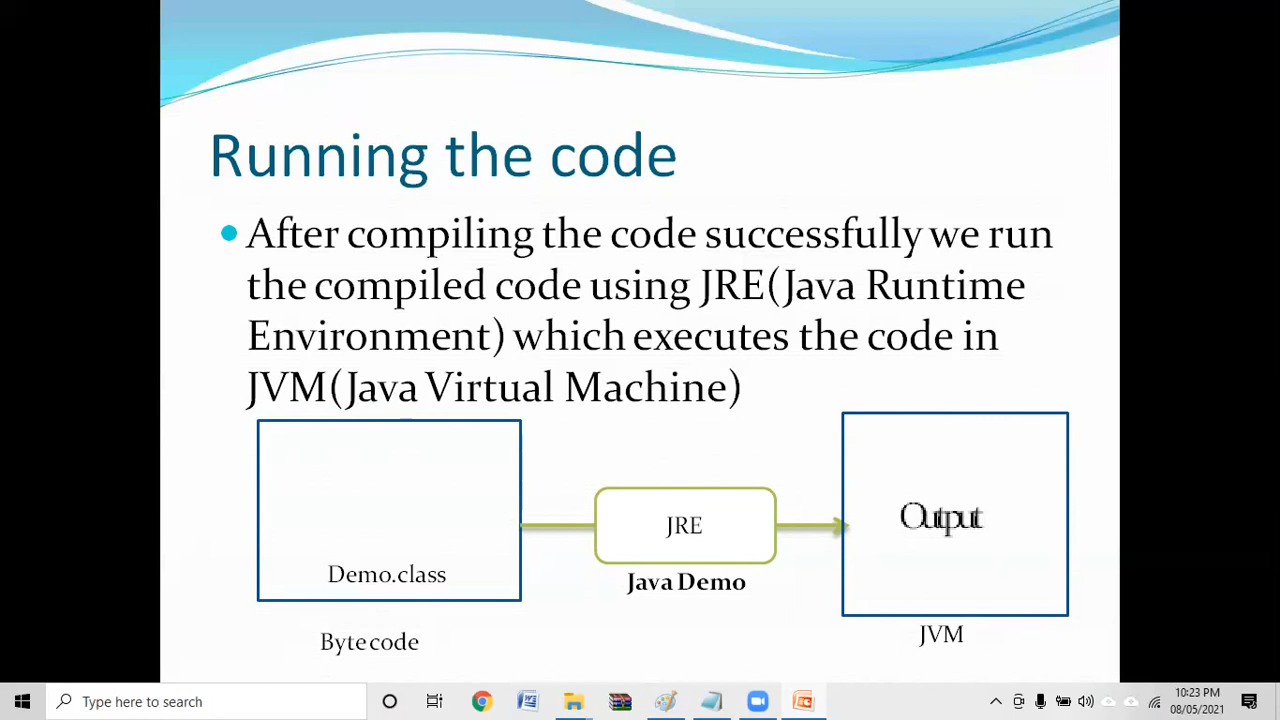 Running the code
After compiling the code successfully we run
the compiled code using JRE(Java Runtime
Environment) which executes the code in
JVM(Java Virtual Machine)
Demo.class
Byte code
JRE
Java Demo
Output
JVM
Type here to search
10:23 PM
08/05/2021